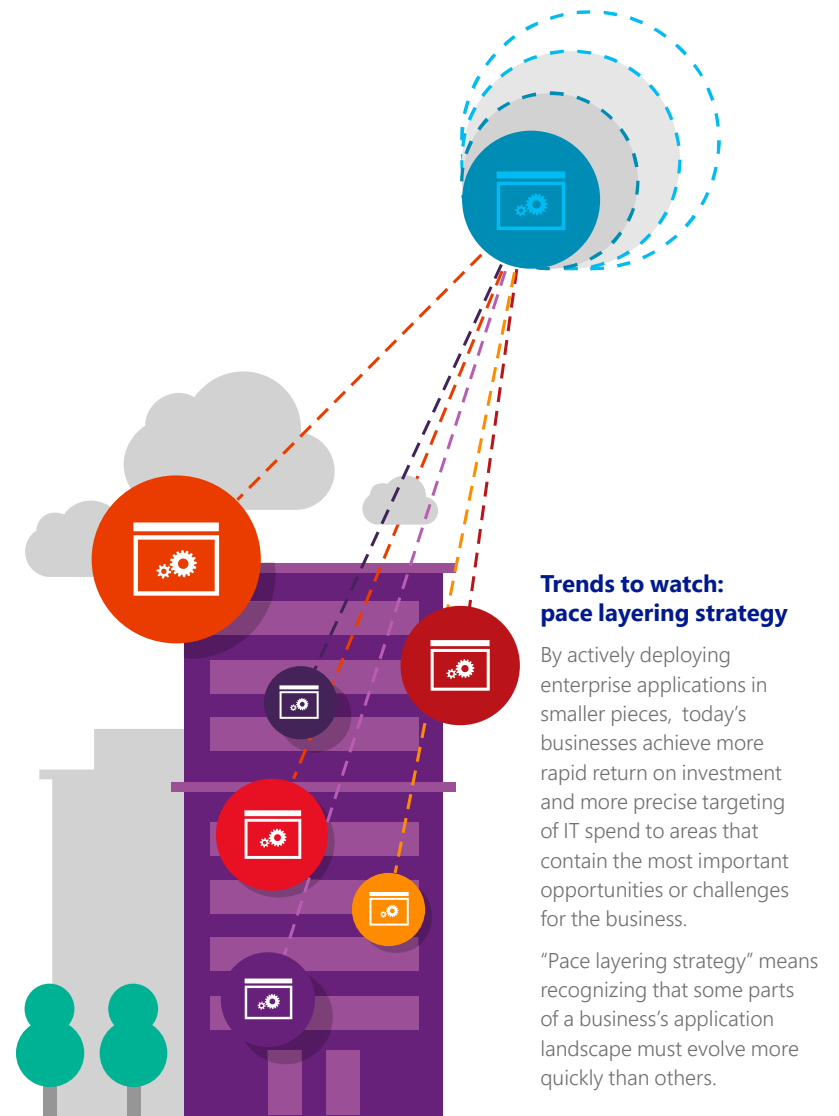 Trends to watch:
pace layering strategy
By actively deploying
enterprise applications in
smaller pieces,  today's
businesses achieve more
rapid return on investment
and more precise targeting
of IT spend to areas that
contain the most important
opportunities or challenges
for the business.
“Pace layering strategy” means
recognizing that some parts
of a business's application
landscape must evolve more
quickly than others.